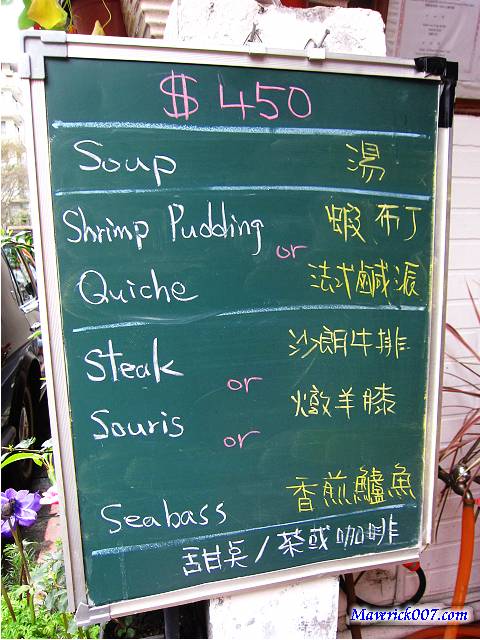 $ 450
Soup 湯
Shrimp Pudding 蝦布丁
or
Quiche 法式鹹派
Steak 沙朗牛排
or
Souris 燉羊膝
or
Seabass 香煎鱸魚
甜點/茶或咖啡
Maverick007.com